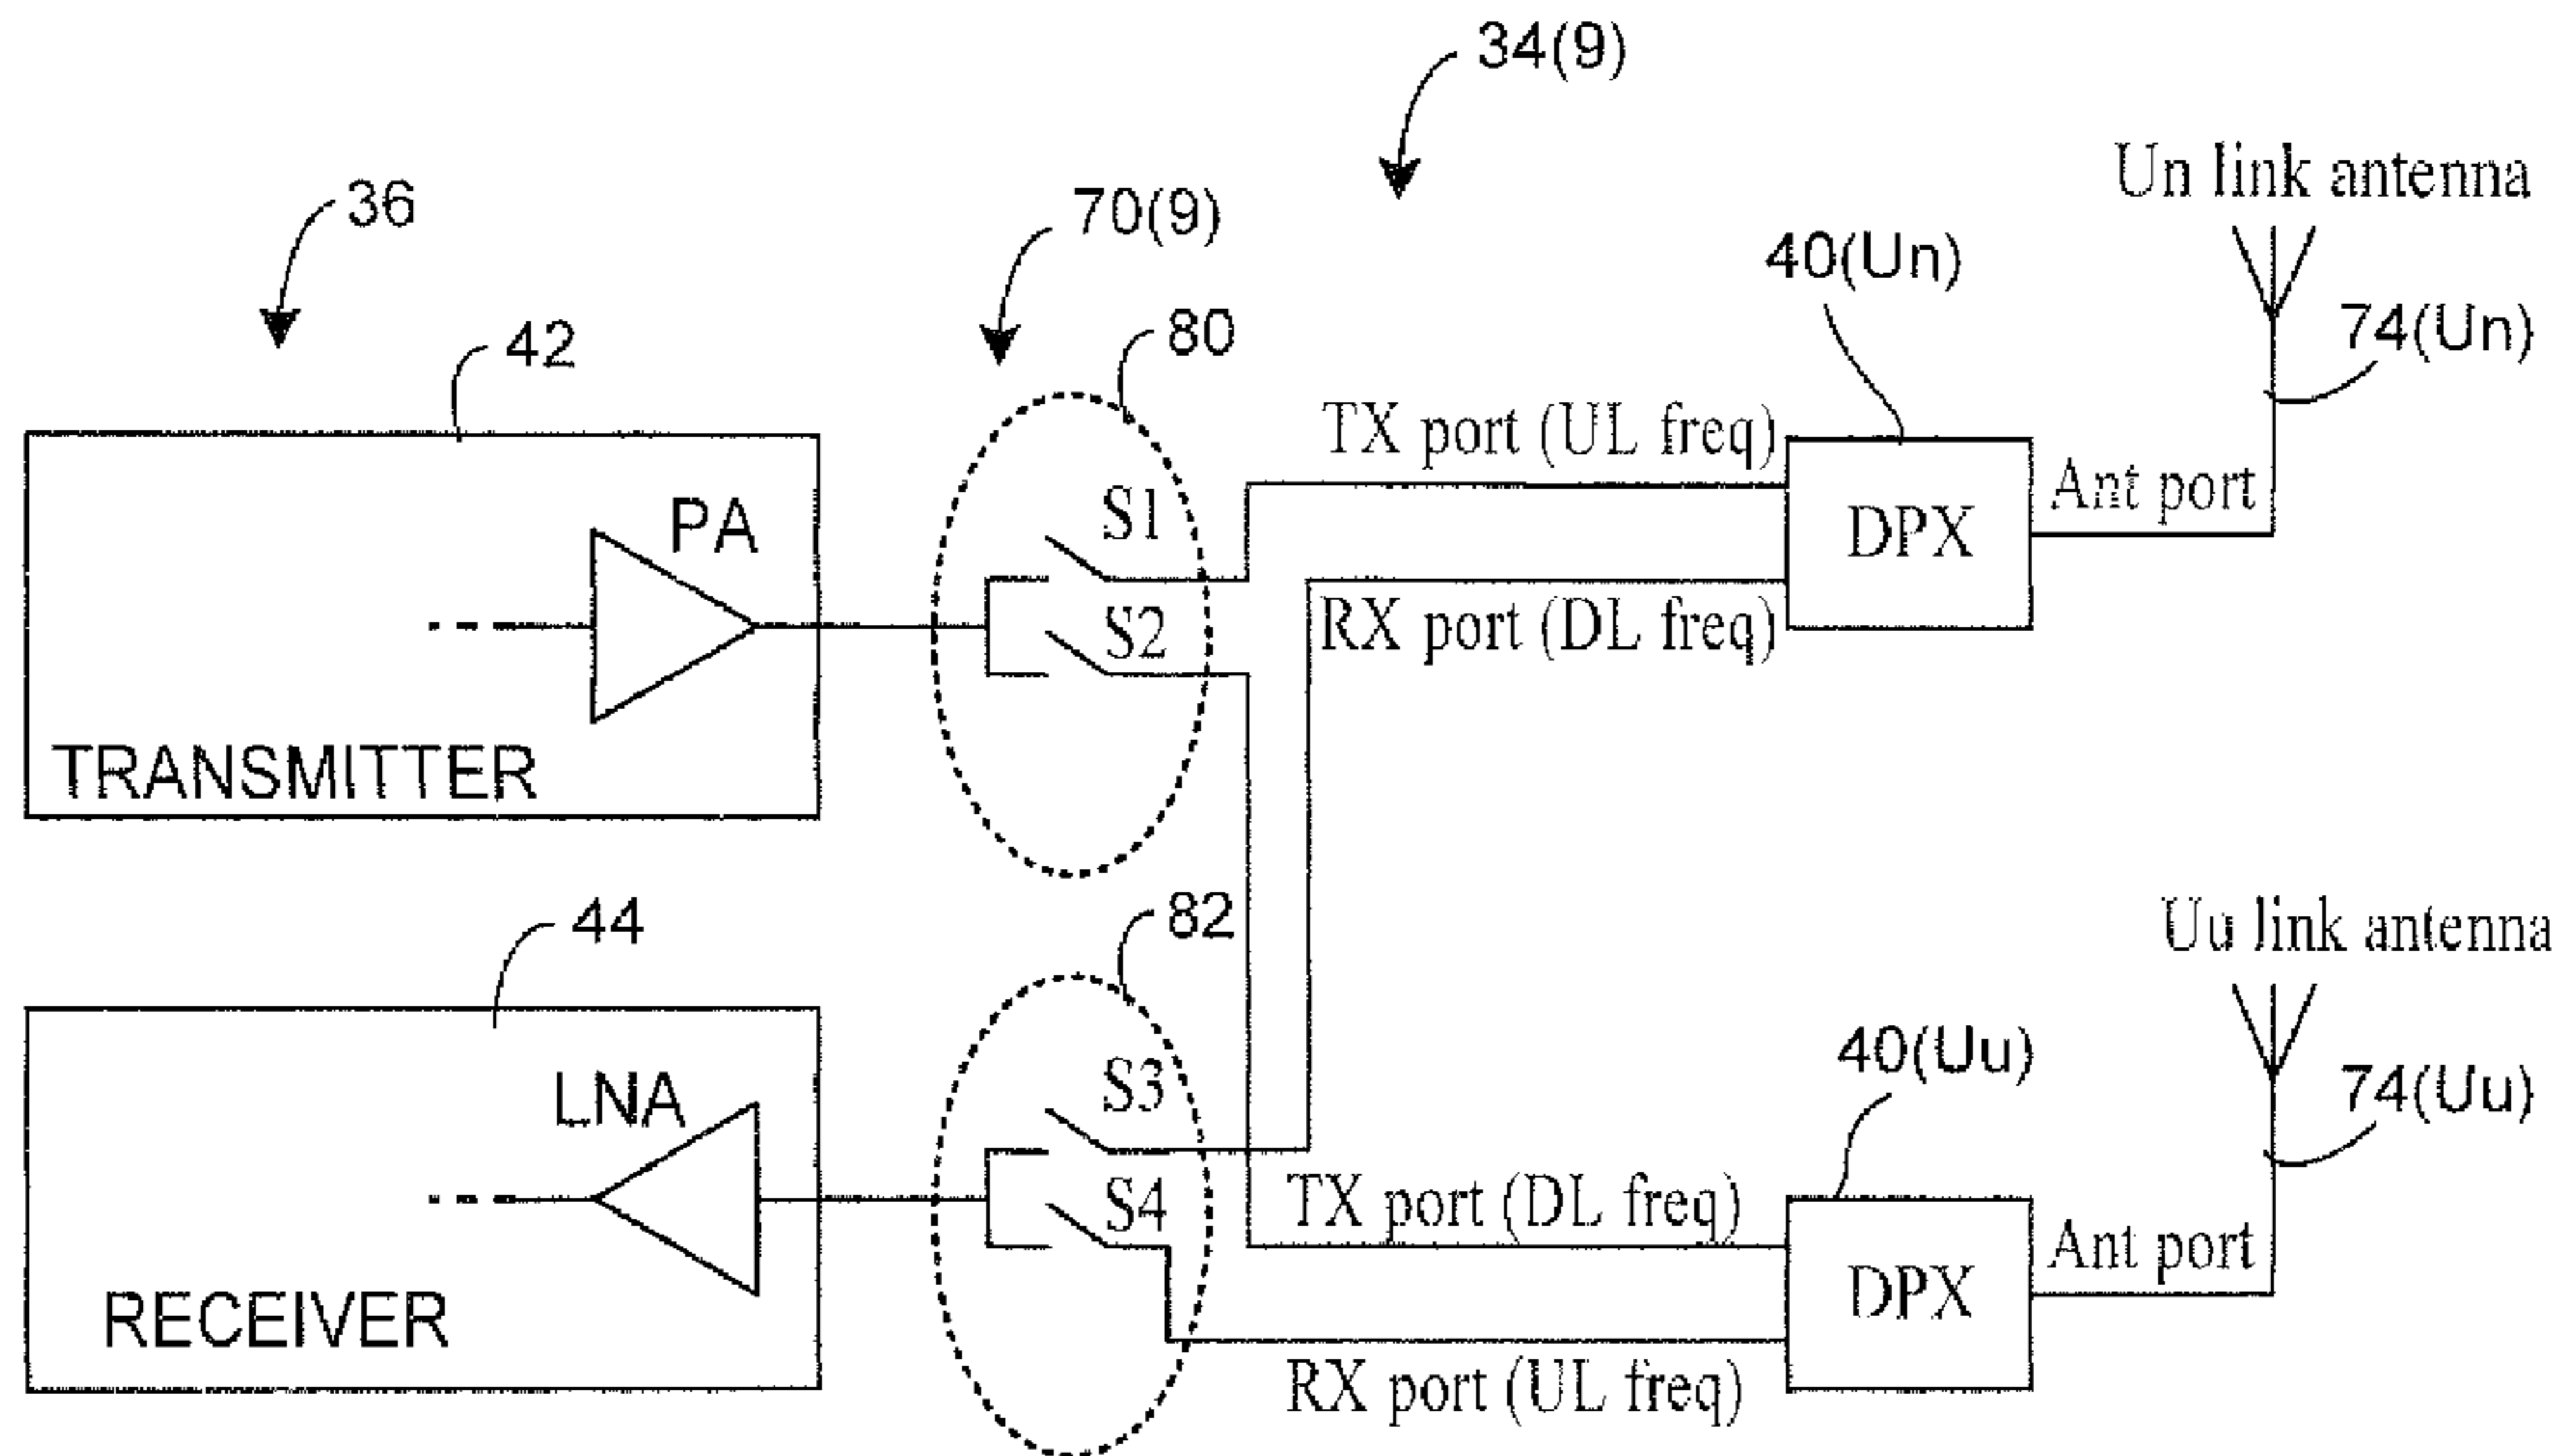 34(9)
Un link antenna
36
70(9)
40(Un)
42
80
74(Un)
TX port (UL freq)
PA
S1
DPX
Ant port
S2
RX port (DL freq)
TRANSMITTER
44
82
Uu link antenna
40(Uu)
LNA
S3
74(Uu)
S4
TX port (DL freq)
Ant port
DPX
RECEIVER
RX port (UL freq)